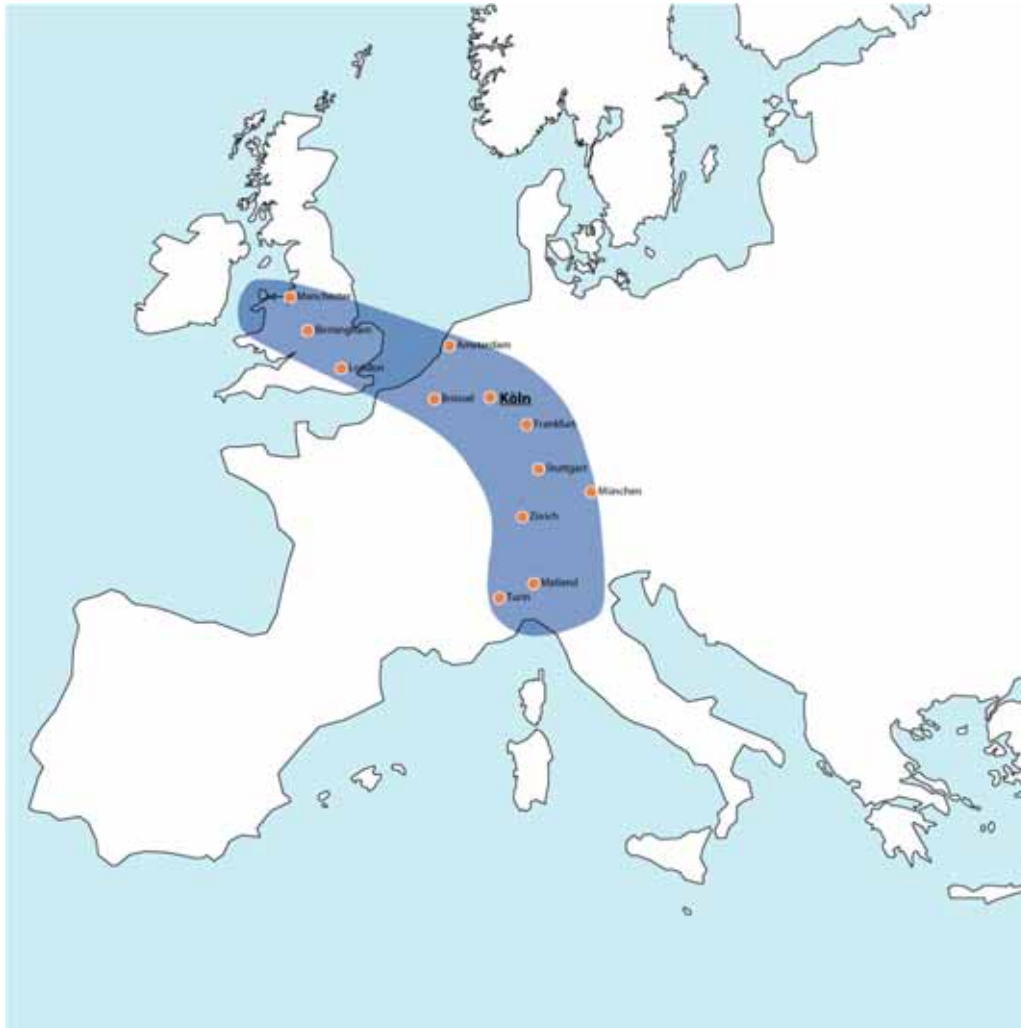 Manchester
Birmingham
London
Amsterdam
Brüssel
Köln
Frankfurt
Stuttgart
München
Zürich
Mailand
Turin